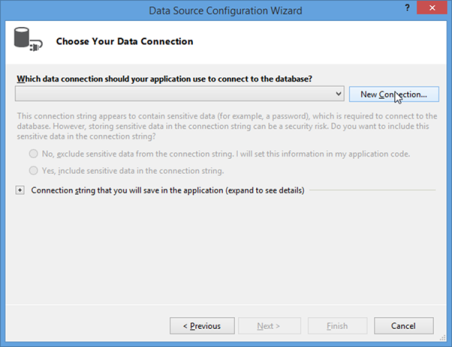 Data Source Configuration Wizard
?
Choose Your Data Connection
Which data connection should your application use to connect to the database?
New Connection...
This connection string appears to contain sensitive data (for example, a password), which is required to connect to the
database. However, storing sensitive data in the connection string can be a security risk. Do you want to include this
sensitive data in the connection string?
No, exclude sensitive data from the connection string. I will set this information in my application code.
Yes, include sensitive data in the connection string.
Connection string that you will save in the application (expand to see details)
< Previous
Next >
Finish
Cancel